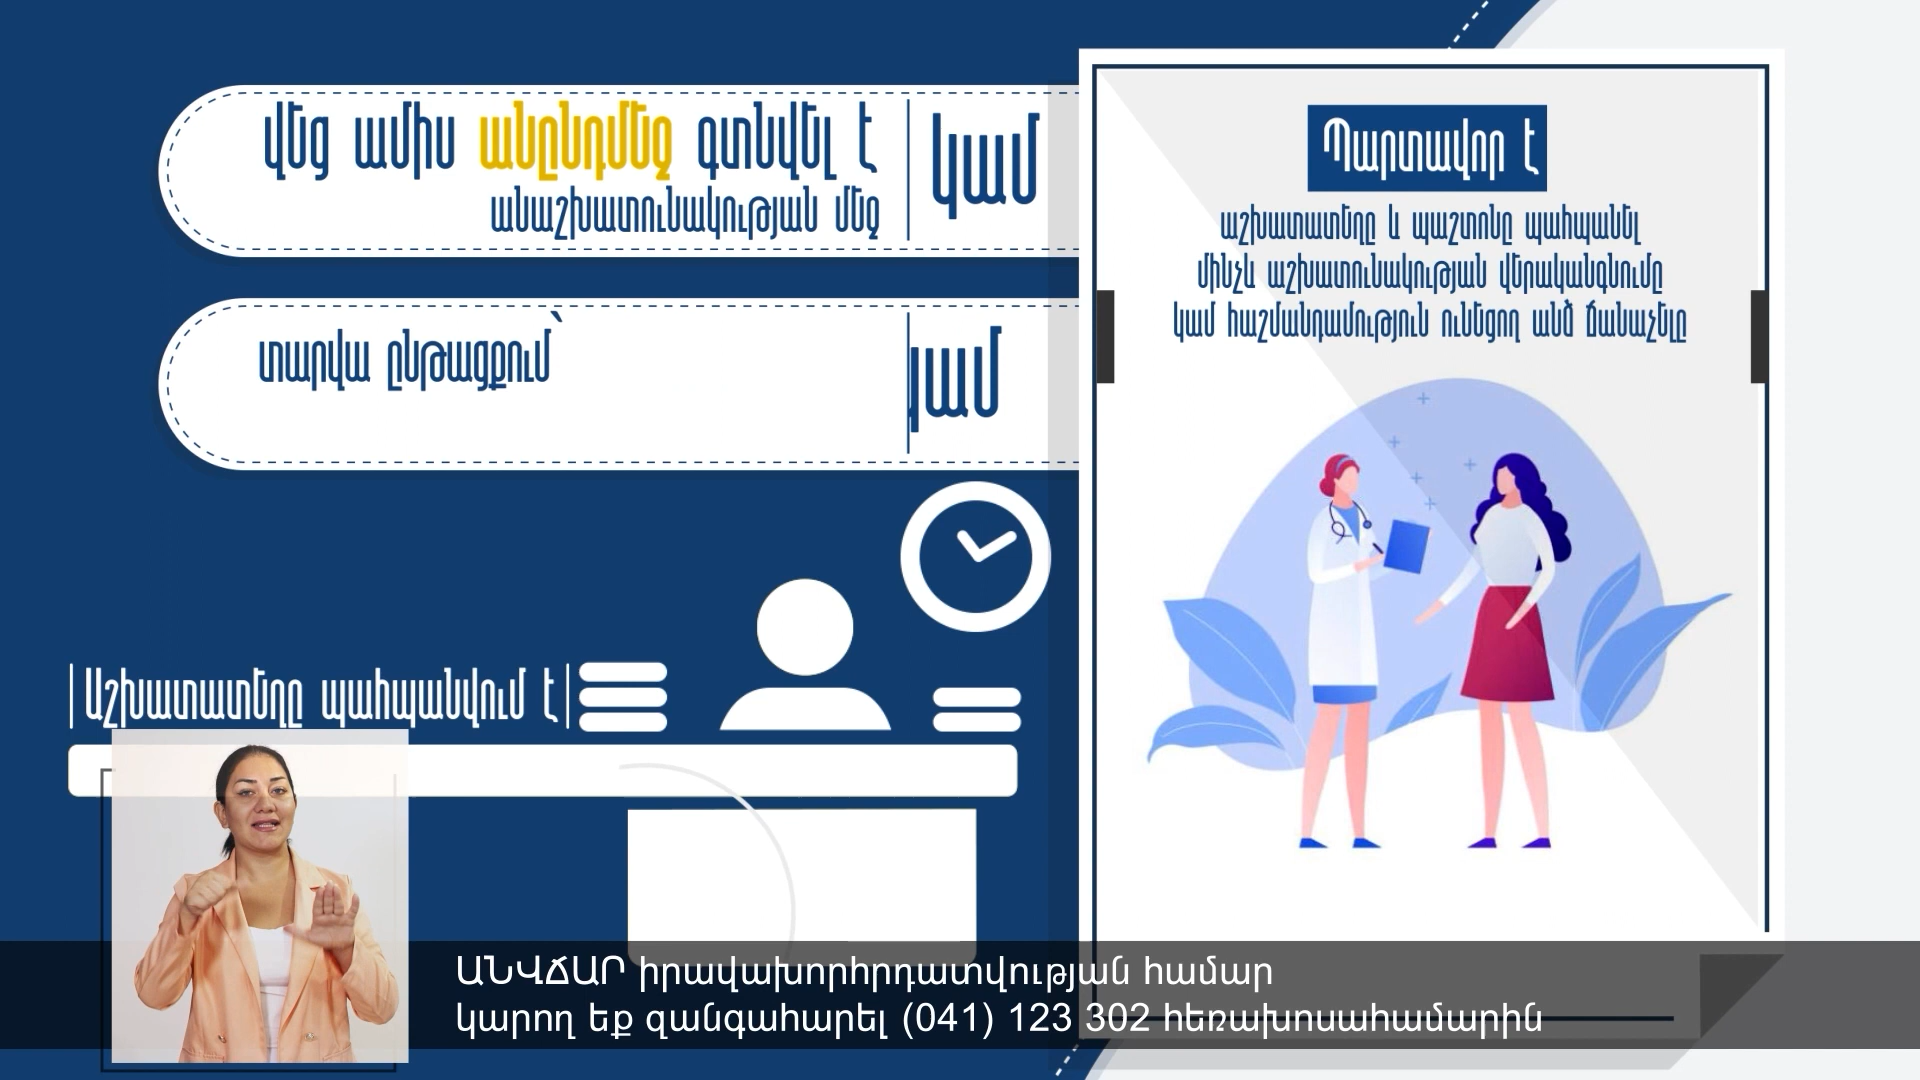 վեց ամիս անընդմեջ գտնվել է
անաշխատունակության մեջ
կամ
տարվա ընթացքում՝
Աշխատատեղը պահպանվում է
Պարտավոր է
աշխատատեղը և պաշտոնը պահպանել
մինչև աշխատունակության վերականգնումը
կամ հաշմանդամություն ունեցող անձ ճանաչելը
ԱՆՎՃԱՐ իրավախորհրդատվության համար
կարող եք զանգահարել (041) 123 302 հեռախոսահամարին